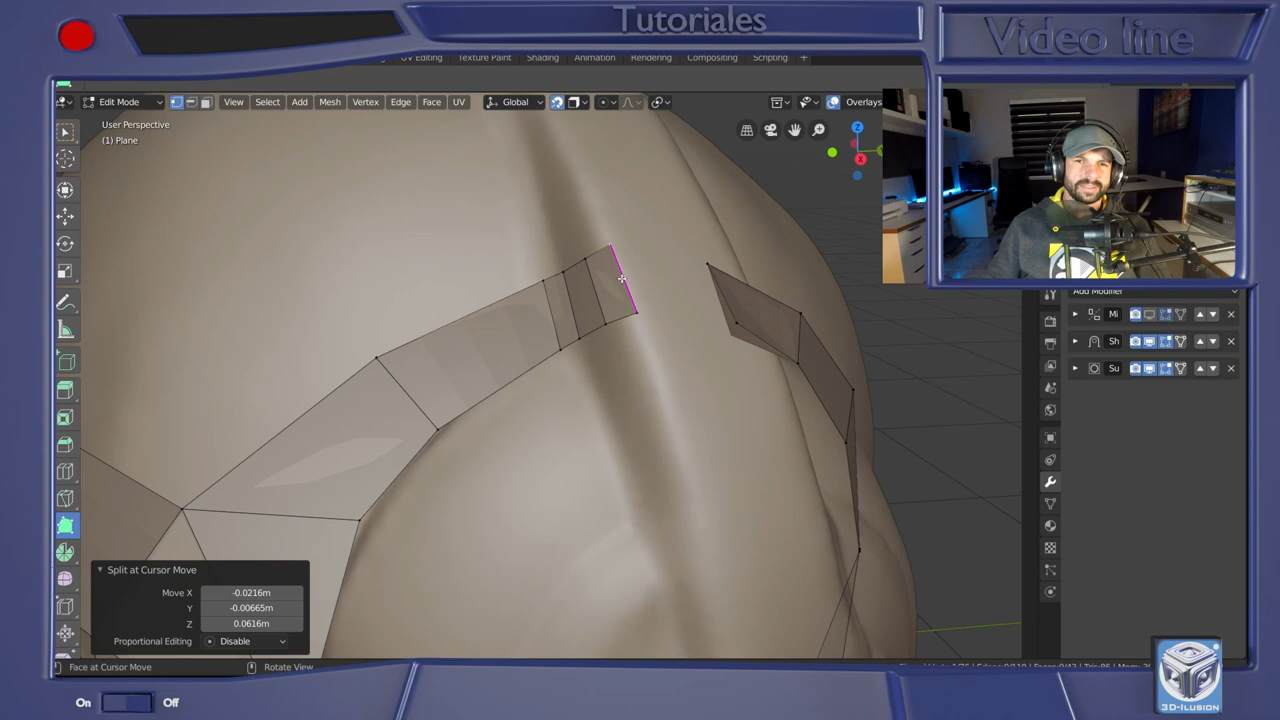 Tutoriales
Video line
UV Editing Texture Paint Shading Animation Rendering Compositing Scripting +
Edit Mode View Select Add Mesh Vertex Edge Face UV Global Overlays
User Perspective
(1) Plane
Z
X
Add Modifier
Mi
Sh
Su
Split at Cursor Move
Move X -0.0216m
Y -0.00665m
Z 0.0616m
Proportional Editing Disable
Face at Cursor Move Rotate View
On Off
3D-ILUSION